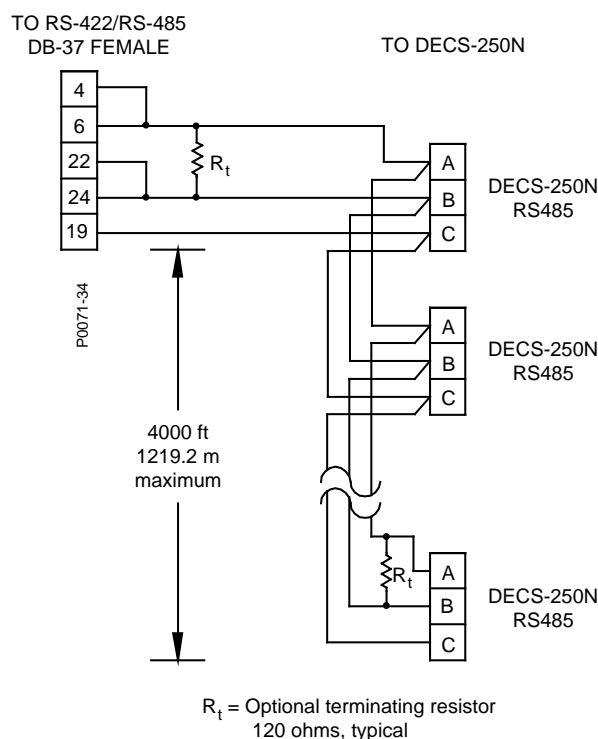 TO RS-422/RS-485
DB-37 FEMALE
TO DECS-250N
4
6
22
24
19
Rt
A
B
C
DECS-250N
RS485
P0071-34
A
B
C
DECS-250N
RS485
4000 ft
1219.2 m
maximum
Rt
A
B
C
DECS-250N
RS485
Rt = Optional terminating resistor
120 ohms, typical